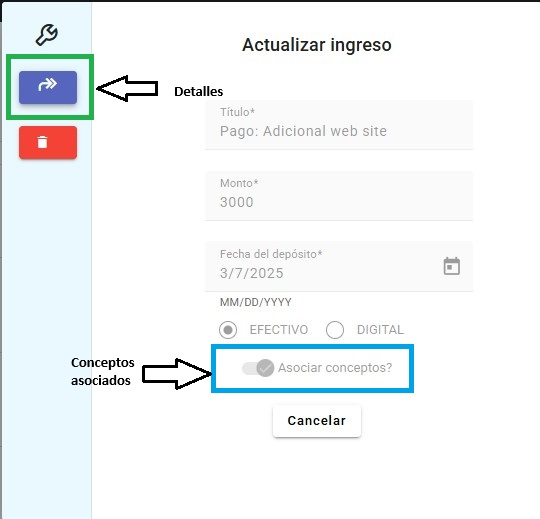 Actualizar ingreso
Detalles
Título*
Pago: Adicional web site
Monto*
3000
Fecha del depósito*
3/7/2025
MM/DD/YYYY
EFECTIVO DIGITAL
Conceptos
asociados
Asociar conceptos?
Cancelar